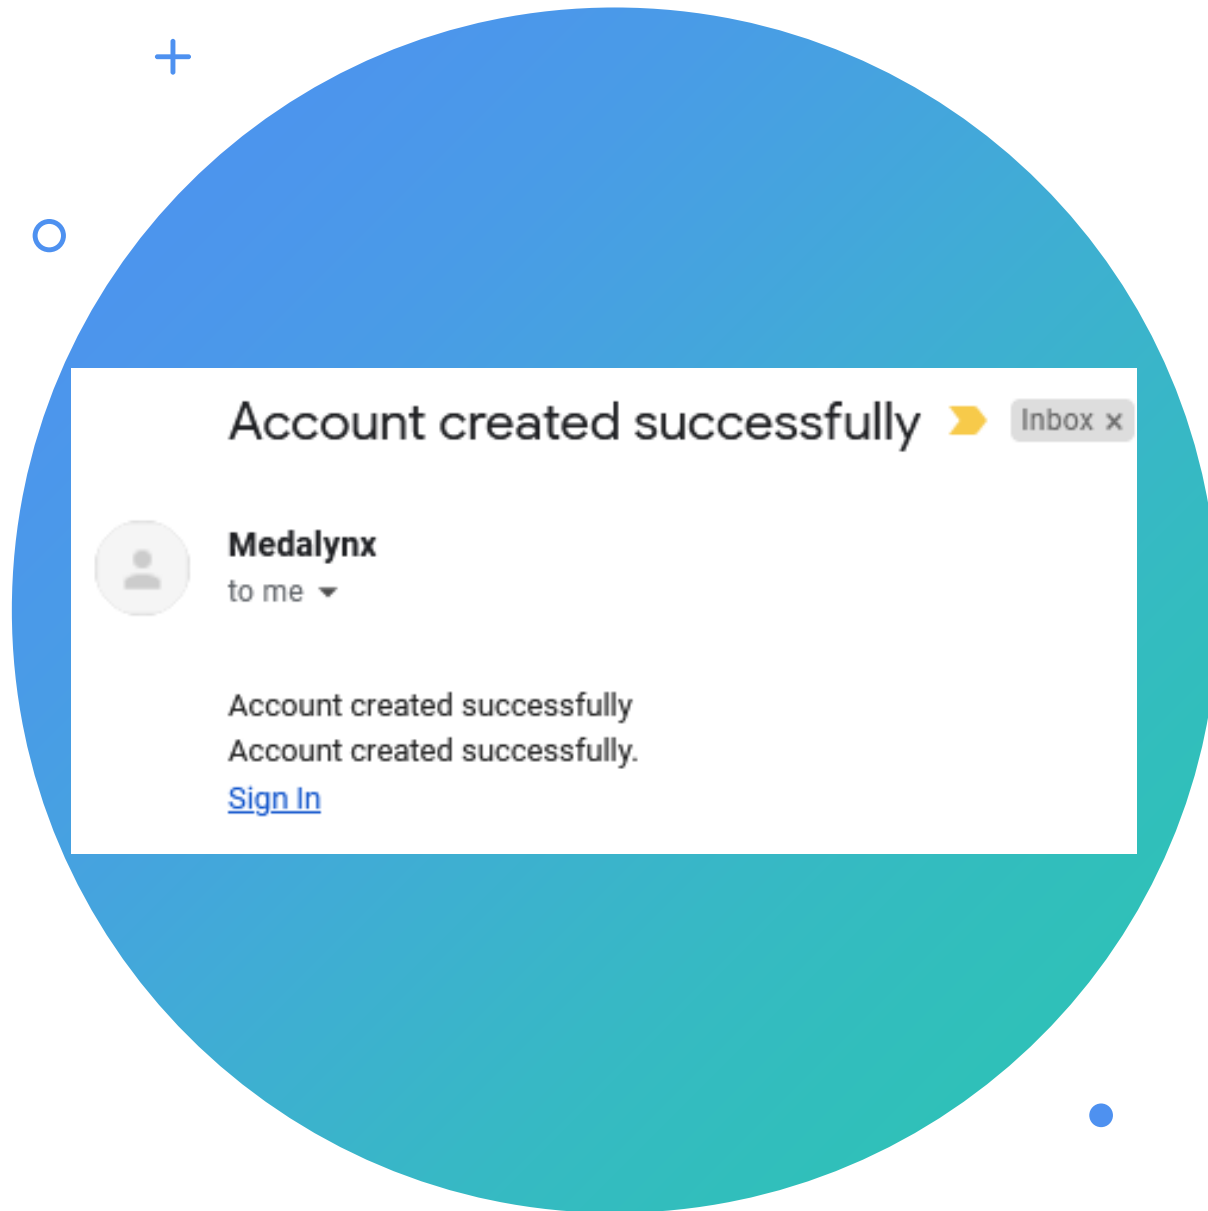 Account created successfully Inbox ×
Medalynx
to me
Account created successfully
Account created successfully.
Sign In